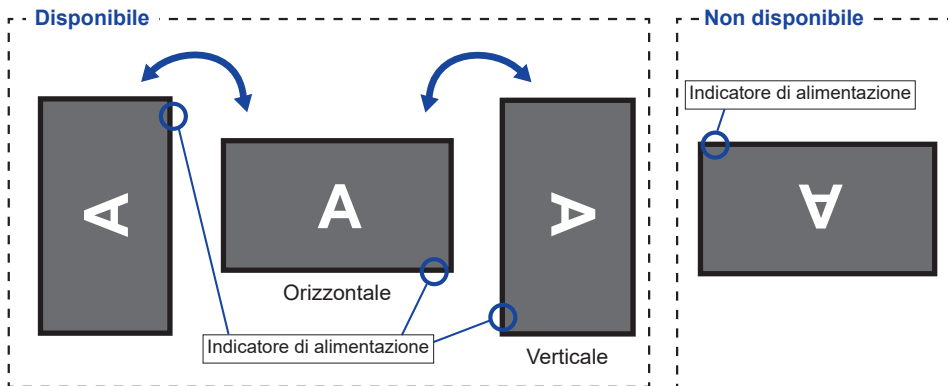 Disponibile
Non disponibile
Indicatore di alimentazione
A
A
A
A
Orizzontale
Indicatore di alimentazione
Verticale